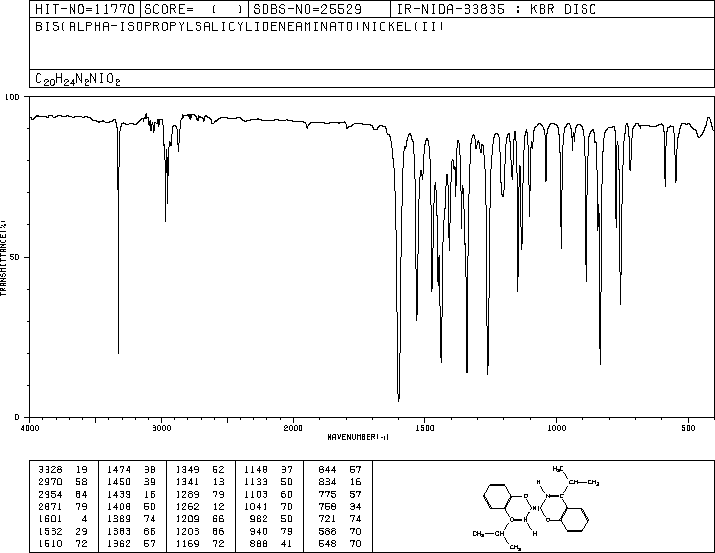 HIT-NO=11770 SCORE= ( ) SDBS-NO=25529 IR-NIDA-33835 : KBR DISC
BIS(ALPHA-ISOPROPYLSALICYLIDENEAMINATO)NICKEL(II)
C20H24N2NIO2
100
50
0
TRANSMITTANCE(%)
4000 3000 2000 1500 1000 500
WAVENUMBER(-1)
3328 19 1474 38 1349 62 1148 37 844 57
2970 58 1450 39 1341 13 1133 50 834 16
2954 64 1439 16 1289 79 1103 60 775 57
2871 79 1408 50 1262 12 1041 70 758 34
1601 4 1389 74 1209 66 982 50 721 74
1532 29 1383 66 1203 66 940 79 588 70
1510 72 1362 57 1169 72 888 41 548 70
H3C
CH3
H
N
C
O
NI
O
C
N
H
H3C
CH3